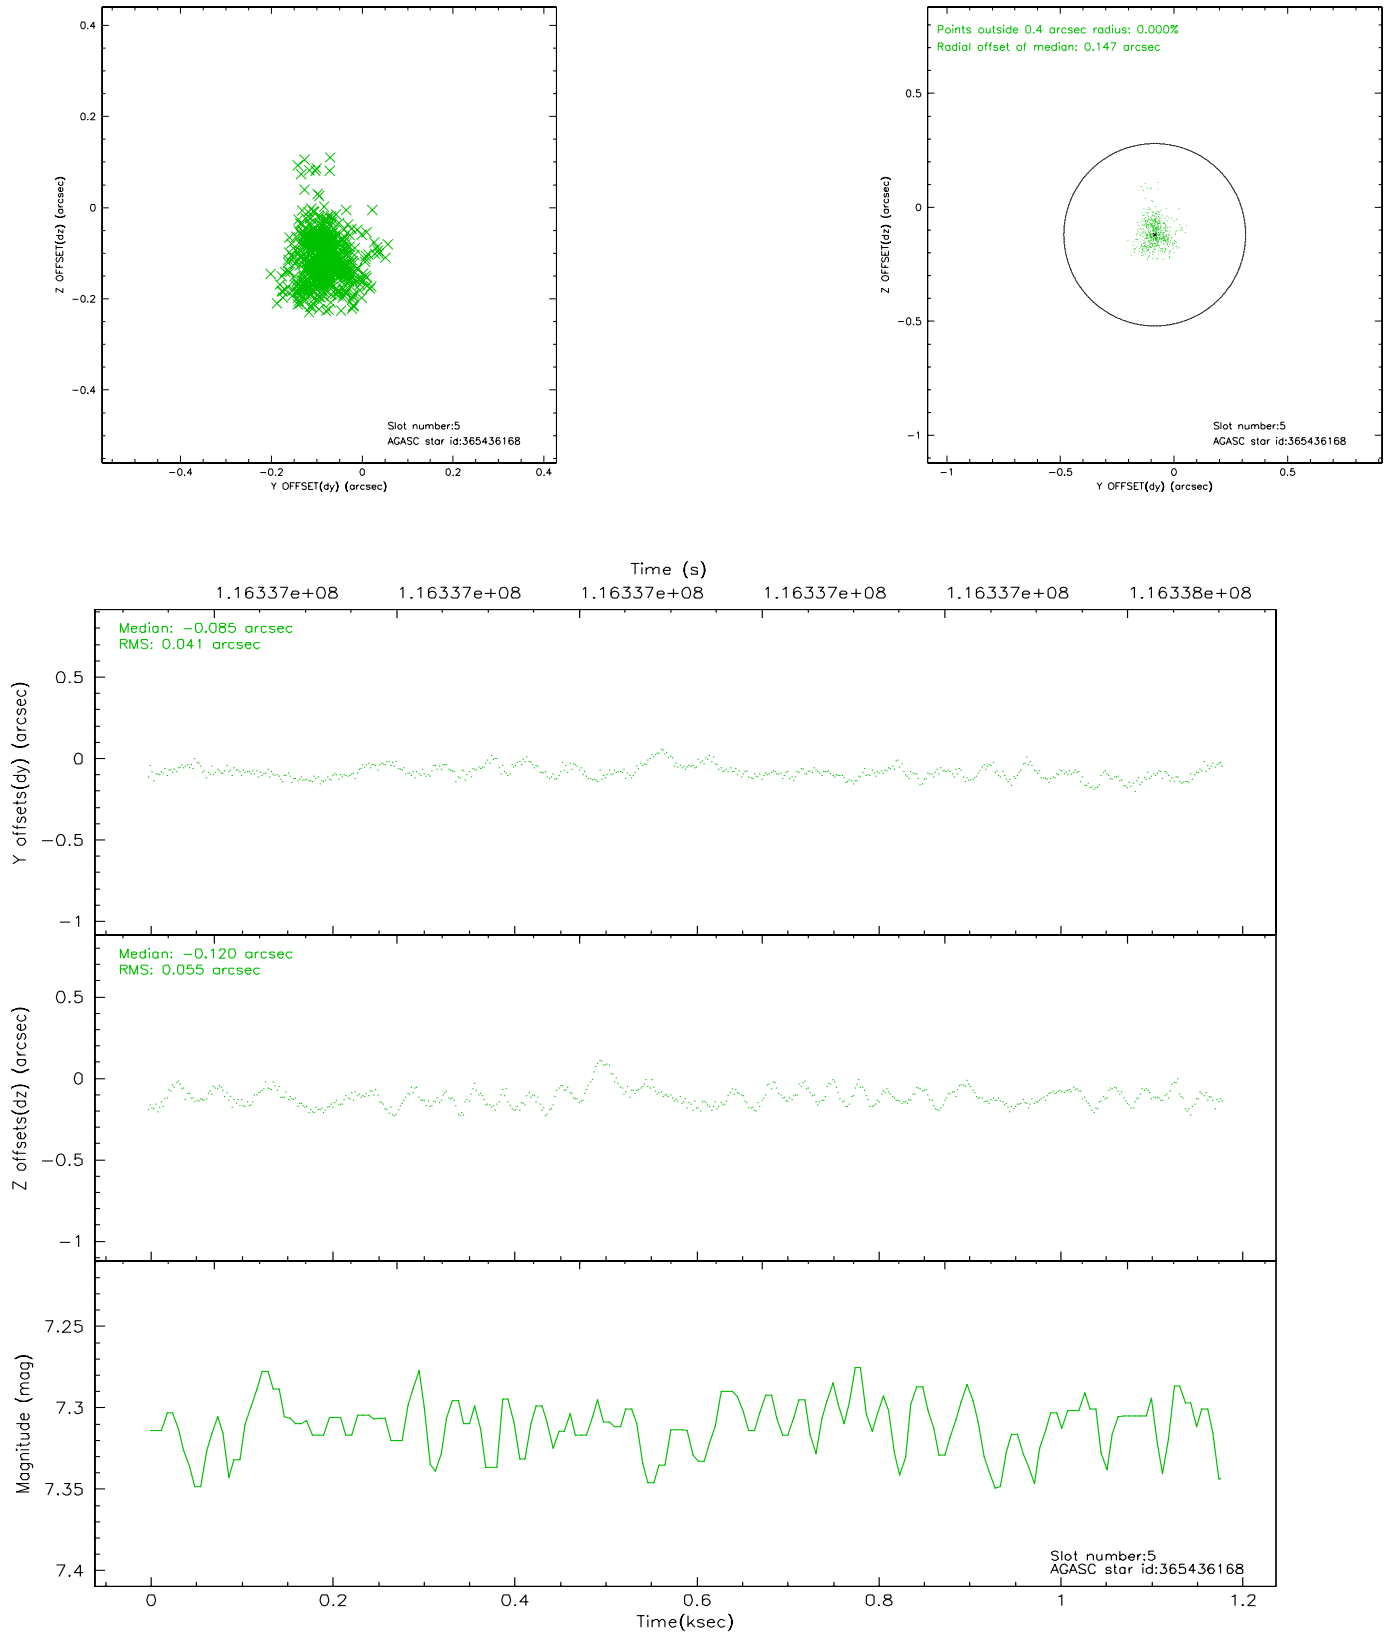 0.4
0.2
0
−0.2
−0.4
Z OFFSET(dz) (arcsec)
Slot number:5
AGASC star id:365436168
−0.4 −0.2 0 0.2 0.4
Y OFFSET(dy) (arcsec)
Points outside 0.4 arcsec radius: 0.000%
Radial offset of median: 0.147 arcsec
0.5
0
−0.5
−1
Z OFFSET(dz) (arcsec)
Slot number:5
AGASC star id:365436168
−1 −0.5 0 0.5
Y OFFSET(dy) (arcsec)
Time (s)
1.16337e+08 1.16337e+08 1.16337e+08 1.16337e+08 1.16337e+08 1.16338e+08
Median: −0.085 arcsec
RMS: 0.041 arcsec
0.5
0
−0.5
−1
Y offsets(dy) (arcsec)
Median: −0.120 arcsec
RMS: 0.055 arcsec
0.5
0
−0.5
−1
Z offsets(dz) (arcsec)
7.25
7.3
7.35
7.4
Magnitude (mag)
Slot number:5
AGASC star id:365436168
0 0.2 0.4 0.6 0.8 1 1.2
Time(ksec)